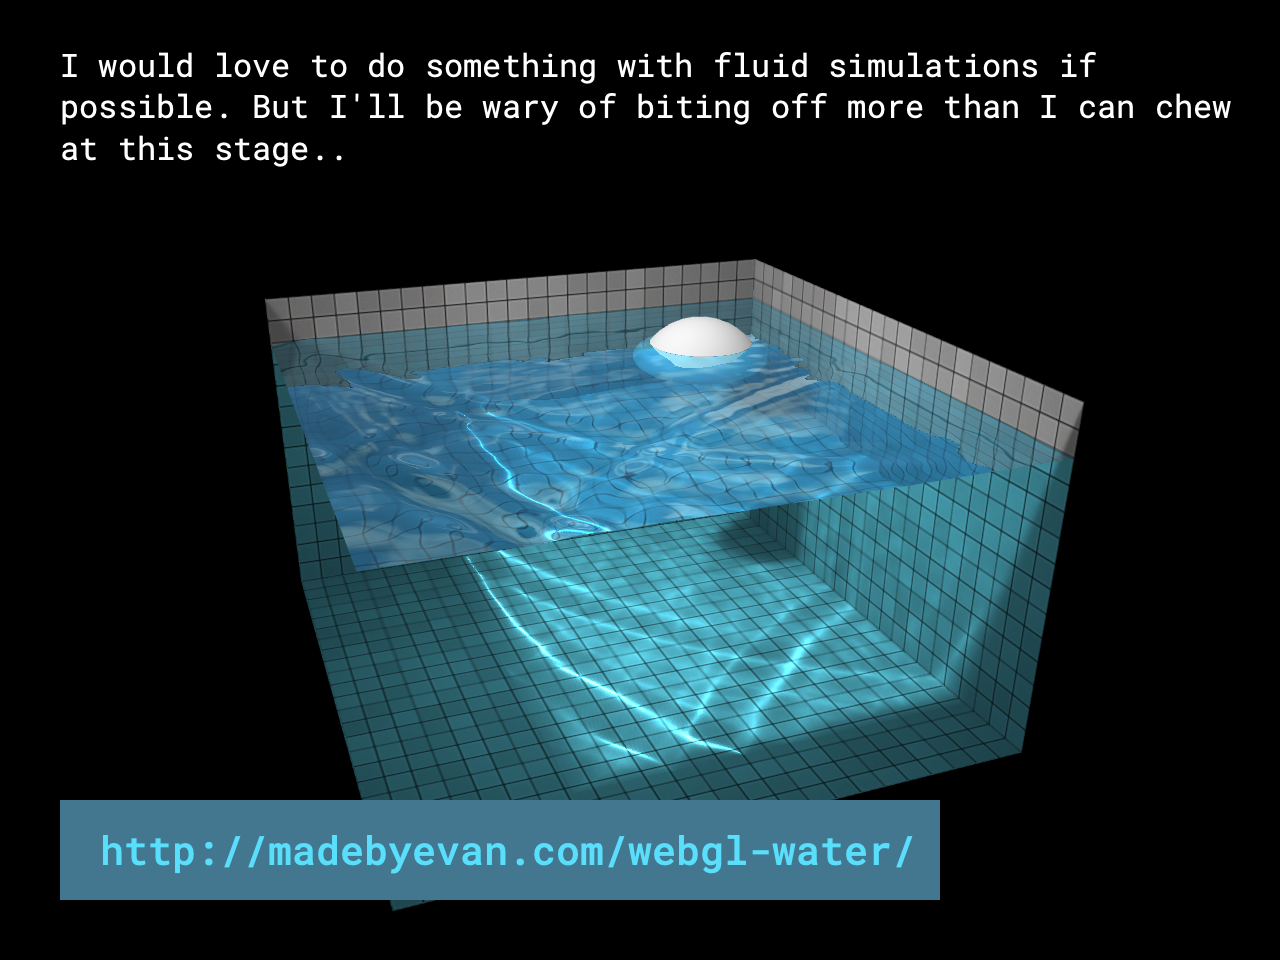 I would love to do something with fluid simulations if
possible. But I'll be wary of biting off more than I can chew
at this stage..
http://madebyevan.com/webgl-water/